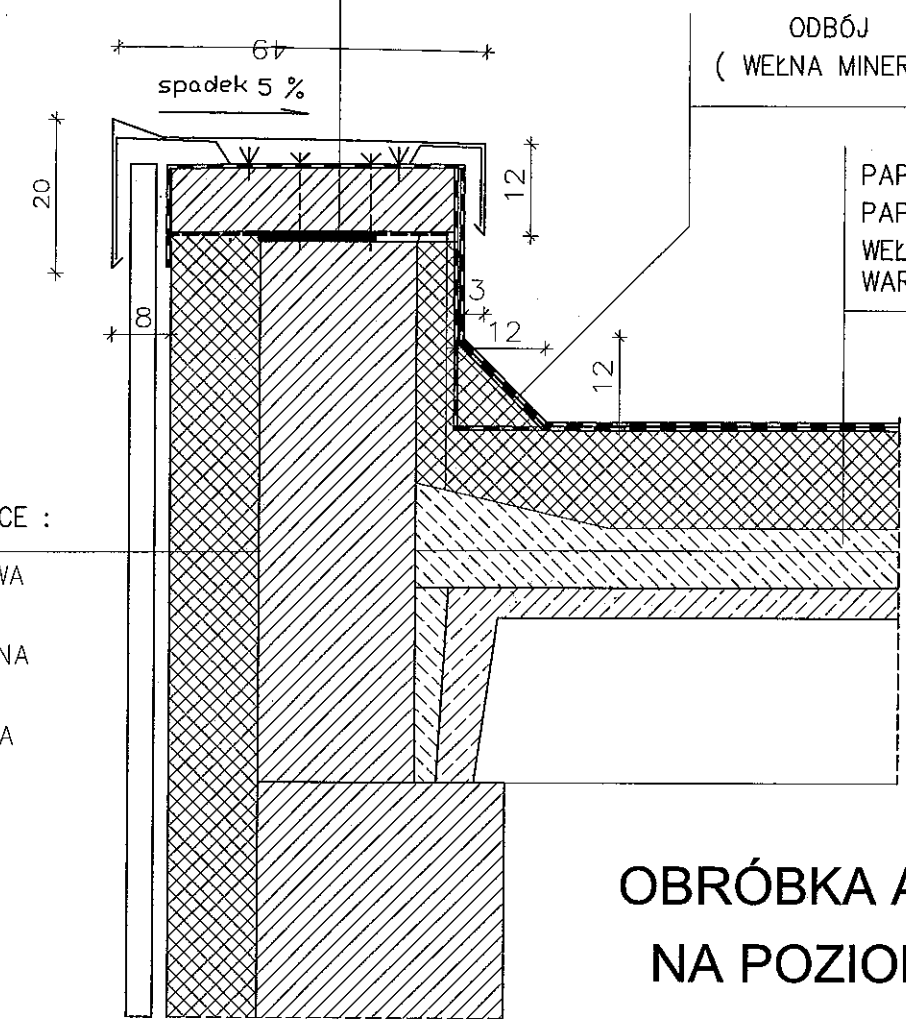 49
spadek 5 %
20
12
8
3
12
12
ODBÓJ
( WEŁNA MINER
PAP
PAP
WEŁ
WAR
CE :
WA
NA
A
OBRÓBKA A
NA POZIO